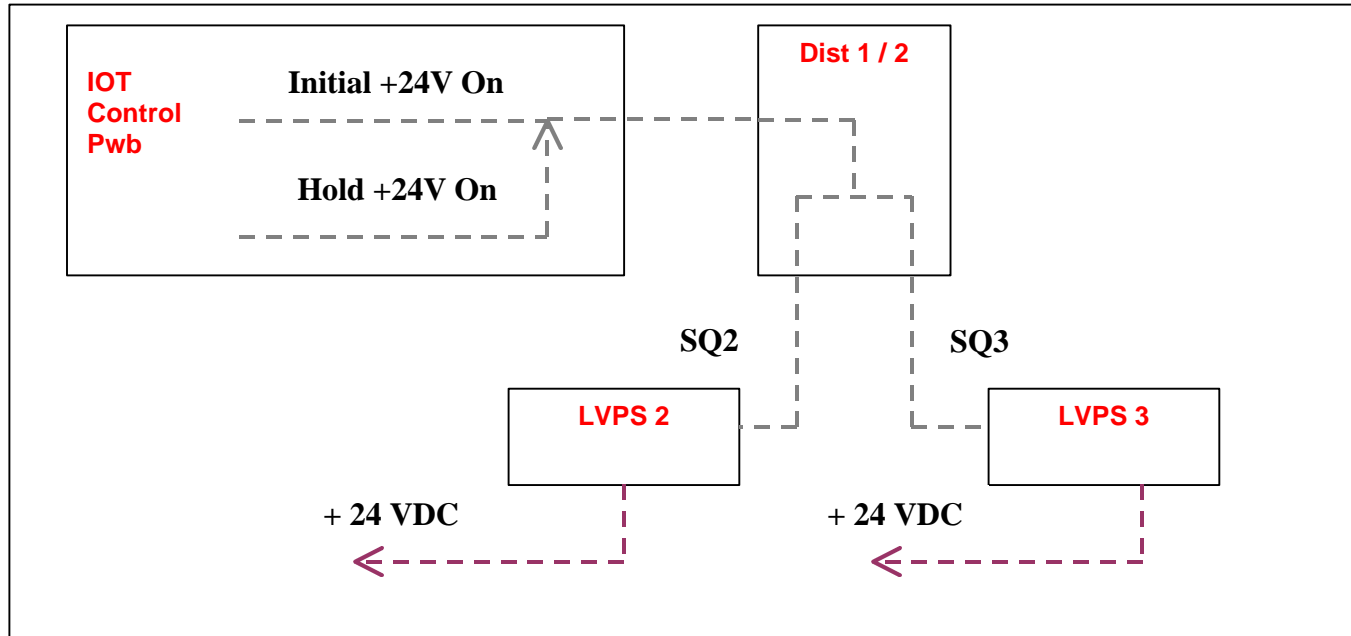 IOT
Control
Pwb
Initial +24V On
Hold +24V On
Dist 1 / 2
SQ2
SQ3
LVPS 2
LVPS 3
+ 24 VDC
+ 24 VDC